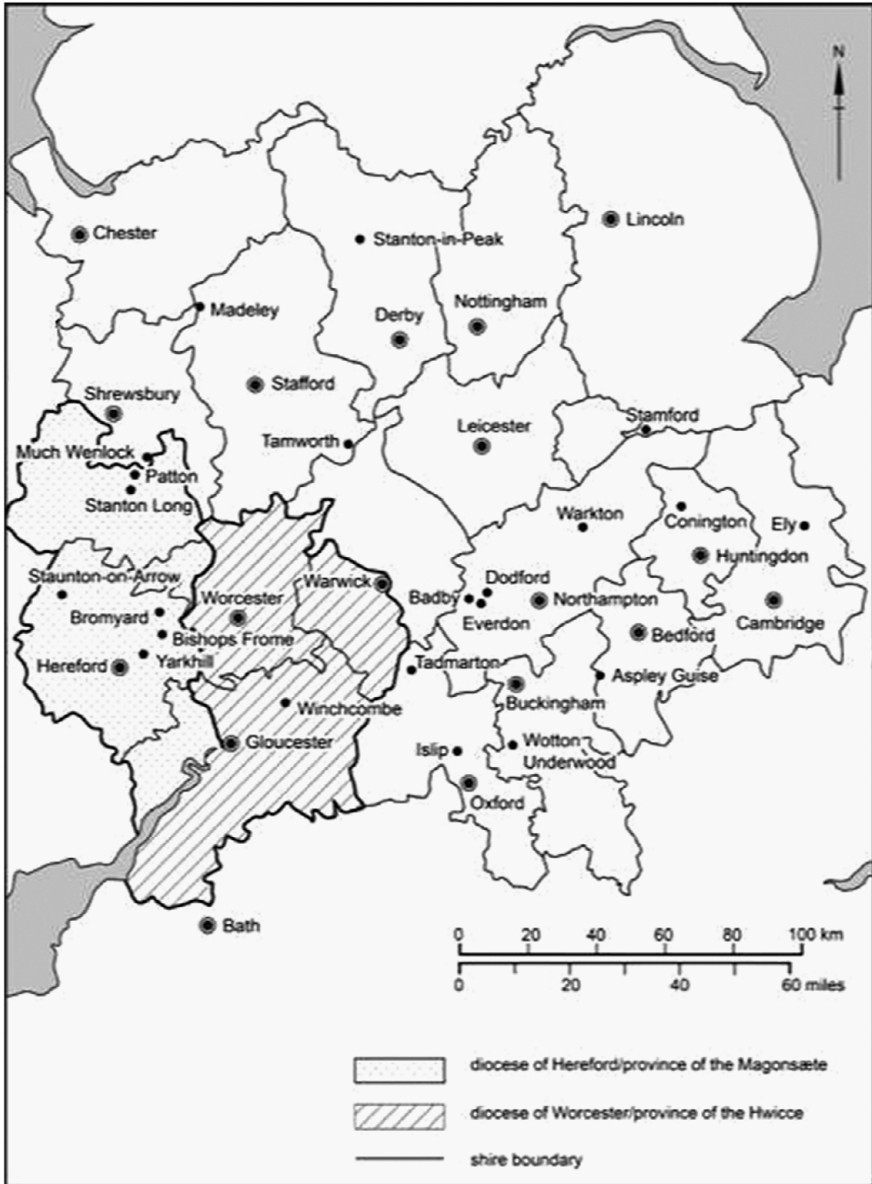 N
Lincoln
Chester
Stanton-in-Peak
Madeley
Nottingham
Derby
Stafford
Shrewsbury
Stamford
Leicester
Tamworth
Much Wenlock
Patton
Stanton Long
Warkton
Conington
Ely
Huntingdon
Staunton-on-Arrow
Warwick
Dodford
Worcester
Badby
Northampton
Cambridge
Bromyard
Everdon
Bishops Frome
Bedford
Hereford
Yarkhill
Tadmarton
Aspley Guise
Buckingham
Winchcombe
Gloucester
Islip
Wotton
Underwood
Oxford
Bath
0 20 40 60 80 100 km
0 20 40 60 miles
diocese of Hereford/province of the Magonsæte
diocese of Worcester/province of the Hwicce
shire boundary